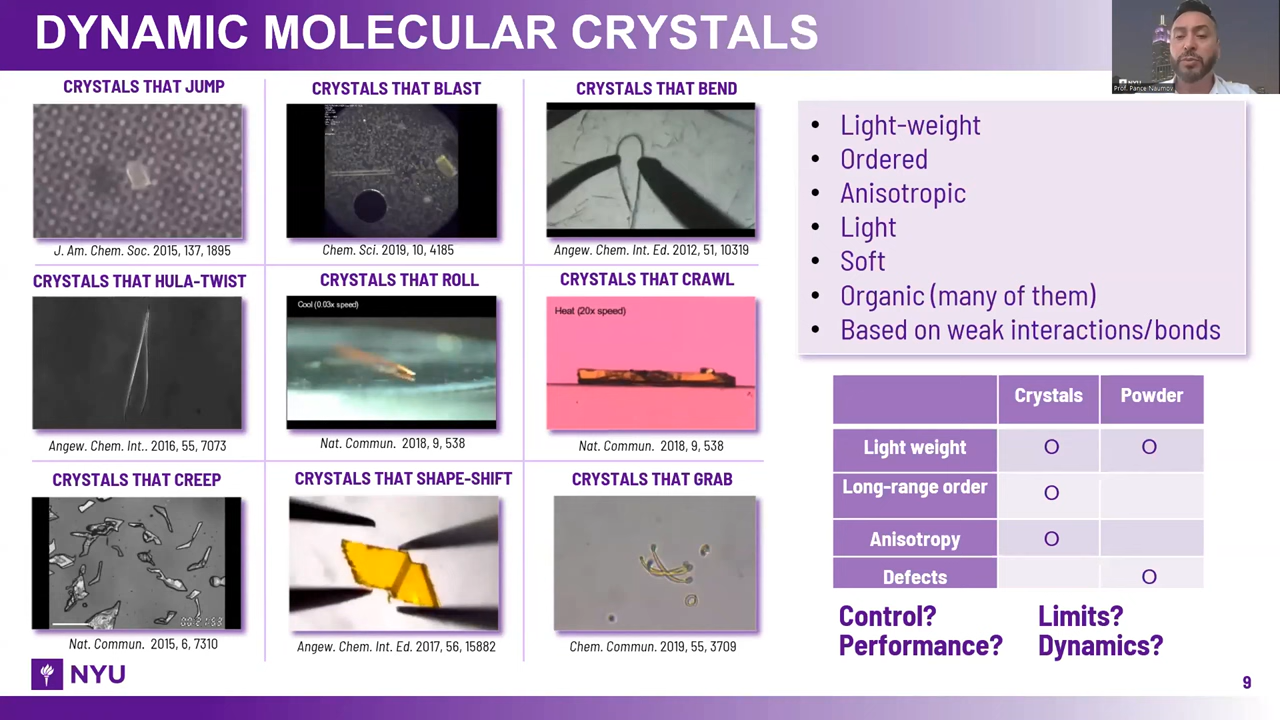 DYNAMIC MOLECULAR CRYSTALS
NYU
Prof. Pance Naumov
CRYSTALS THAT JUMP
CRYSTALS THAT BLAST
CRYSTALS THAT BEND
J. Am. Chem. Soc. 2015, 137, 1895
Chem. Sci. 2019, 10, 4185
Angew. Chem. Int. Ed. 2012, 51, 10319
CRYSTALS THAT HULA-TWIST
CRYSTALS THAT ROLL
CRYSTALS THAT CRAWL
Cool (0.03x speed)
Heat (20x speed)
Angew. Chem. Int.. 2016, 55, 7073
Nat. Commun. 2018, 9, 538
Nat. Commun. 2018, 9, 538
CRYSTALS THAT CREEP
CRYSTALS THAT SHAPE-SHIFT
CRYSTALS THAT GRAB
00:21:53
Nat. Commun. 2015, 6, 7310
Angew. Chem. Int. Ed. 2017, 56, 15882
Chem. Commun. 2019, 55, 3709
• Light-weight
• Ordered
• Anisotropic
• Light
• Soft
• Organic (many of them)
• Based on weak interactions/bonds
Crystals Powder
Light weight O O
Long-range order O
Anisotropy O
Defects O
Control? Limits?
Performance? Dynamics?
NYU
9